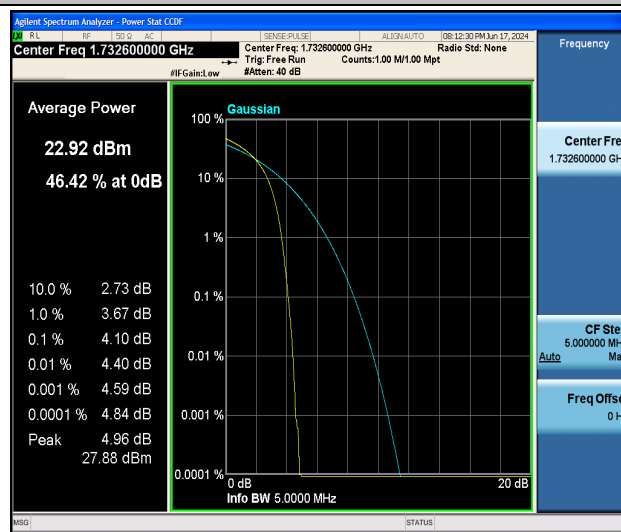 Agilent Spectrum Analyzer - Power Stat CCDF
LXI RL RF 50 Ω AC SENSE:PULSE ALIGN AUTO 08:12:30 PM Jun 17, 2024
Center Freq 1.732600000 GHz
Center Freq: 1.732600000 GHz Radio Std: None
Trig: Free Run Counts:1.00 M/1.00 Mpt
#IFGain:Low #Atten: 40 dB
Frequency
Average Power
22.92 dBm
46.42 % at 0dB
10.0 % 2.73 dB
1.0 % 3.67 dB
0.1 % 4.10 dB
0.01 % 4.40 dB
0.001 % 4.59 dB
0.0001 % 4.84 dB
Peak 4.96 dB
27.88 dBm
Gaussian
100 %
10 %
1 %
0.1 %
0.01 %
0.001 %
0.0001 %
0 dB 20 dB
Info BW 5.0000 MHz
Center Fre
1.732600000 GH
CF Ste
5.000000 MH
Auto Ma
Freq Offse
0 H
MSG STATUS